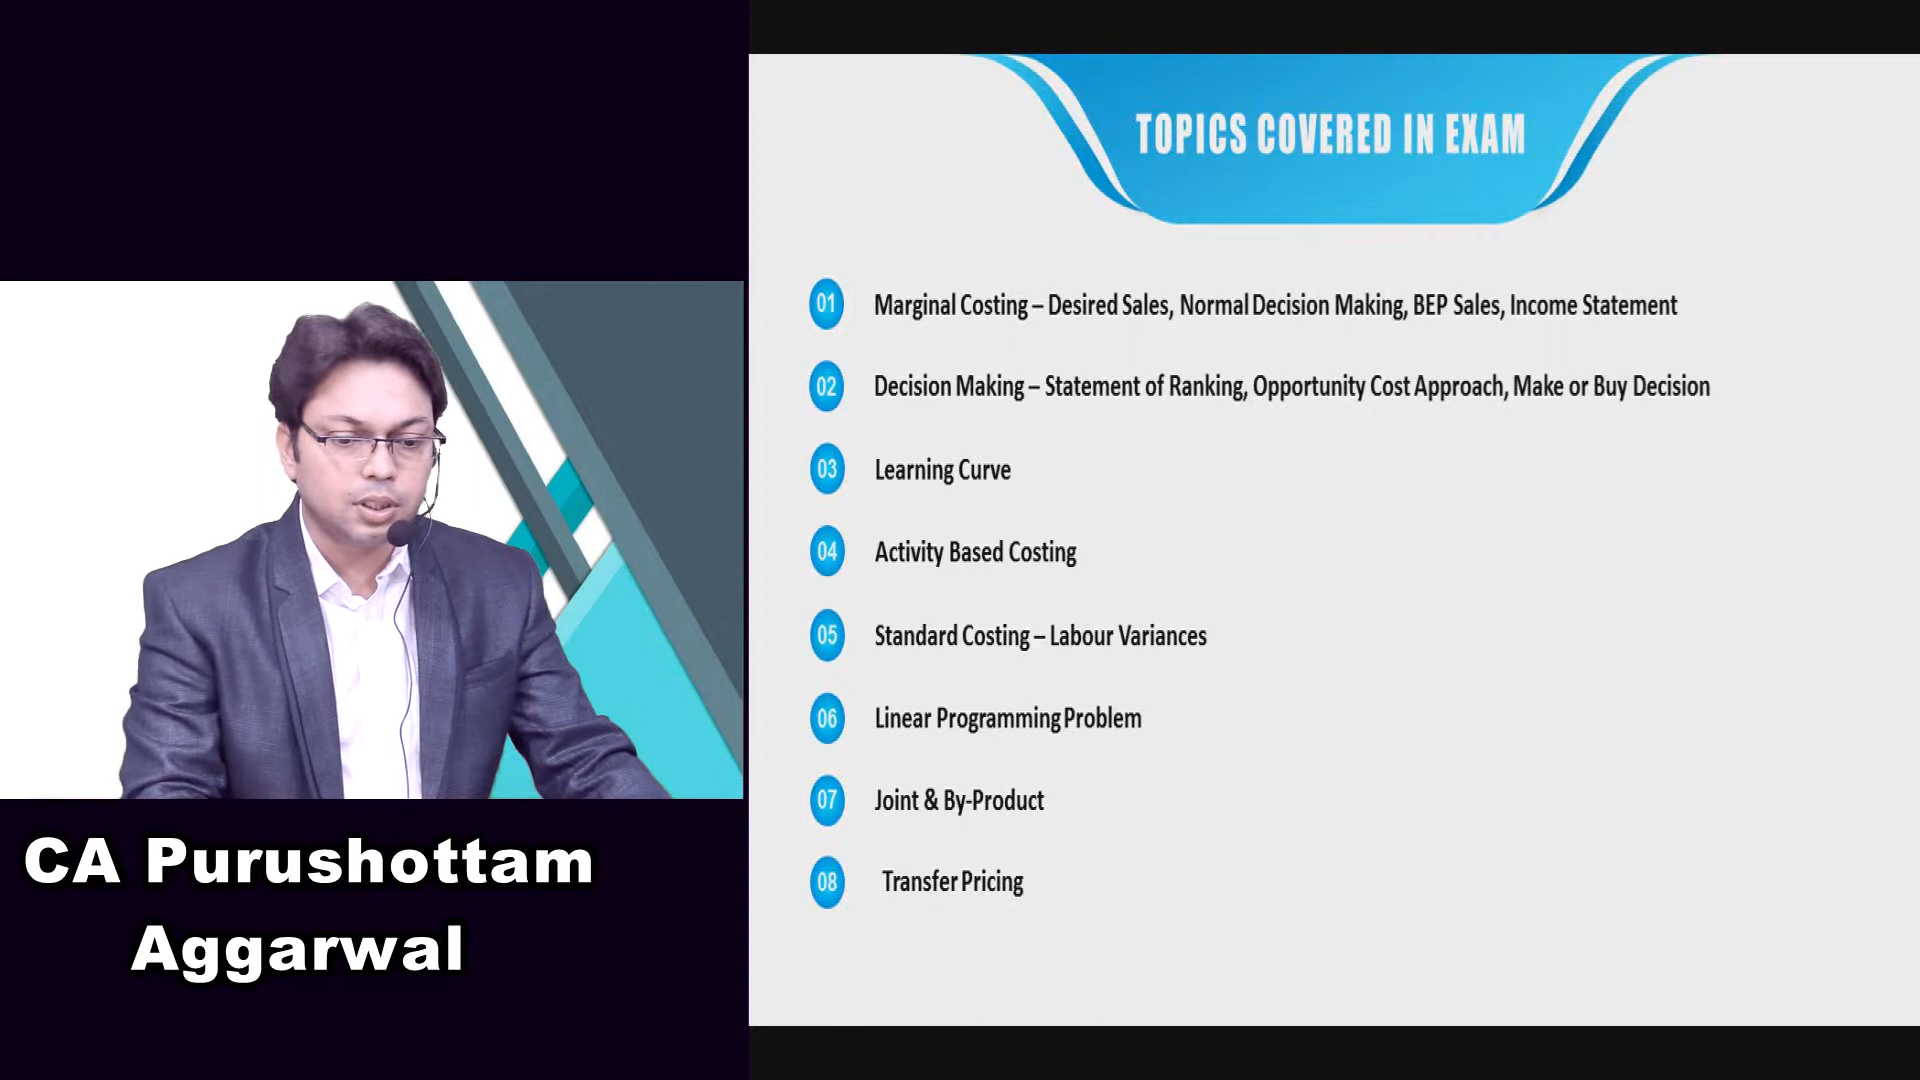 TOPICS COVERED IN EXAM
01 Marginal Costing – Desired Sales, Normal Decision Making, BEP Sales, Income Statement
02 Decision Making – Statement of Ranking, Opportunity Cost Approach, Make or Buy Decision
03 Learning Curve
04 Activity Based Costing
05 Standard Costing – Labour Variances
06 Linear Programming Problem
07 Joint & By-Product
08 Transfer Pricing
CA Purushottam
Aggarwal